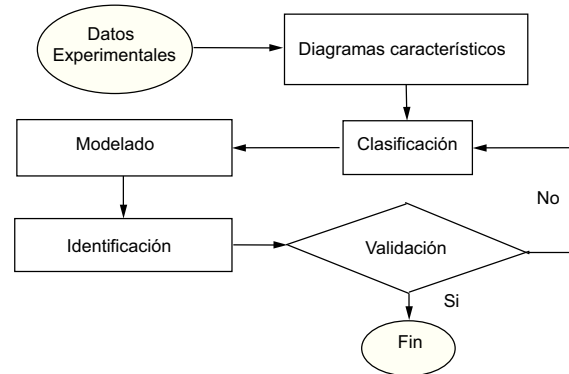 Datos
Experimentales
Diagramas característicos
Modelado
Clasificación
No
Identificación
Validación
Si
Fin